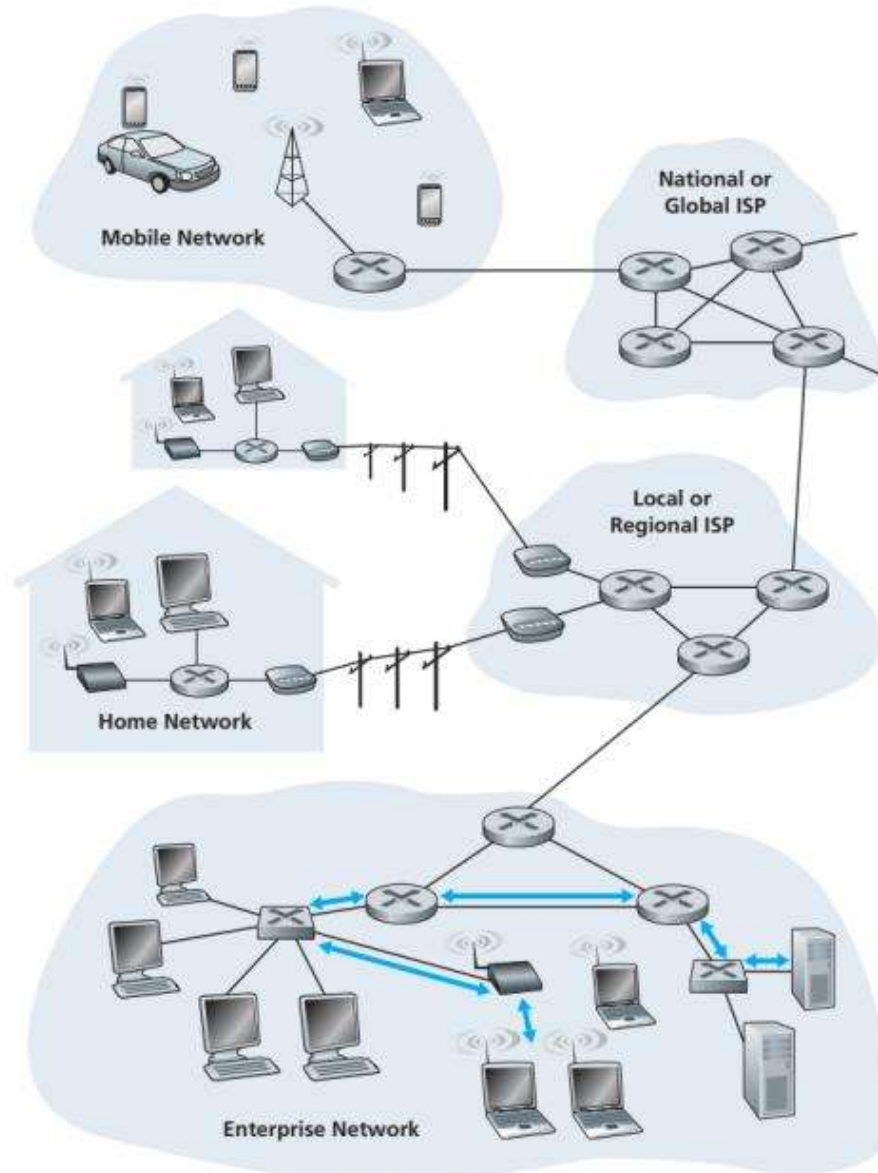 National or
Global ISP
Mobile Network
Local or
Regional ISP
Home Network
Enterprise Network